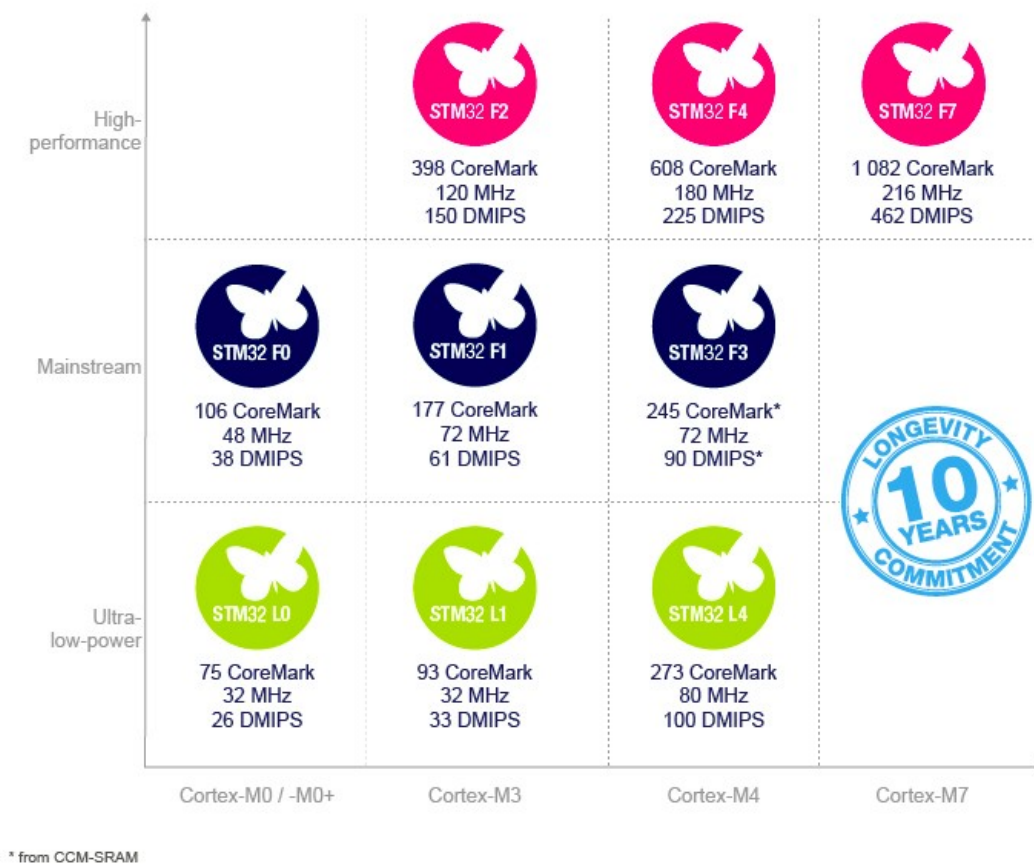 High-
performance
STM32 F2
398 CoreMark
120 MHz
150 DMIPS
STM32 F4
608 CoreMark
180 MHz
225 DMIPS
STM32 F7
1 082 CoreMark
216 MHz
462 DMIPS
Mainstream
STM32 F0
106 CoreMark
48 MHz
38 DMIPS
STM32 F1
177 CoreMark
72 MHz
61 DMIPS
STM32 F3
245 CoreMark*
72 MHz
90 DMIPS*
LONGEVITY
10
YEARS
COMMITMENT
Ultra-
low-power
STM32 L0
75 CoreMark
32 MHz
26 DMIPS
STM32 L1
93 CoreMark
32 MHz
33 DMIPS
STM32 L4
273 CoreMark
80 MHz
100 DMIPS
Cortex-M0 / -M0+
Cortex-M3
Cortex-M4
Cortex-M7
* from CCM-SRAM